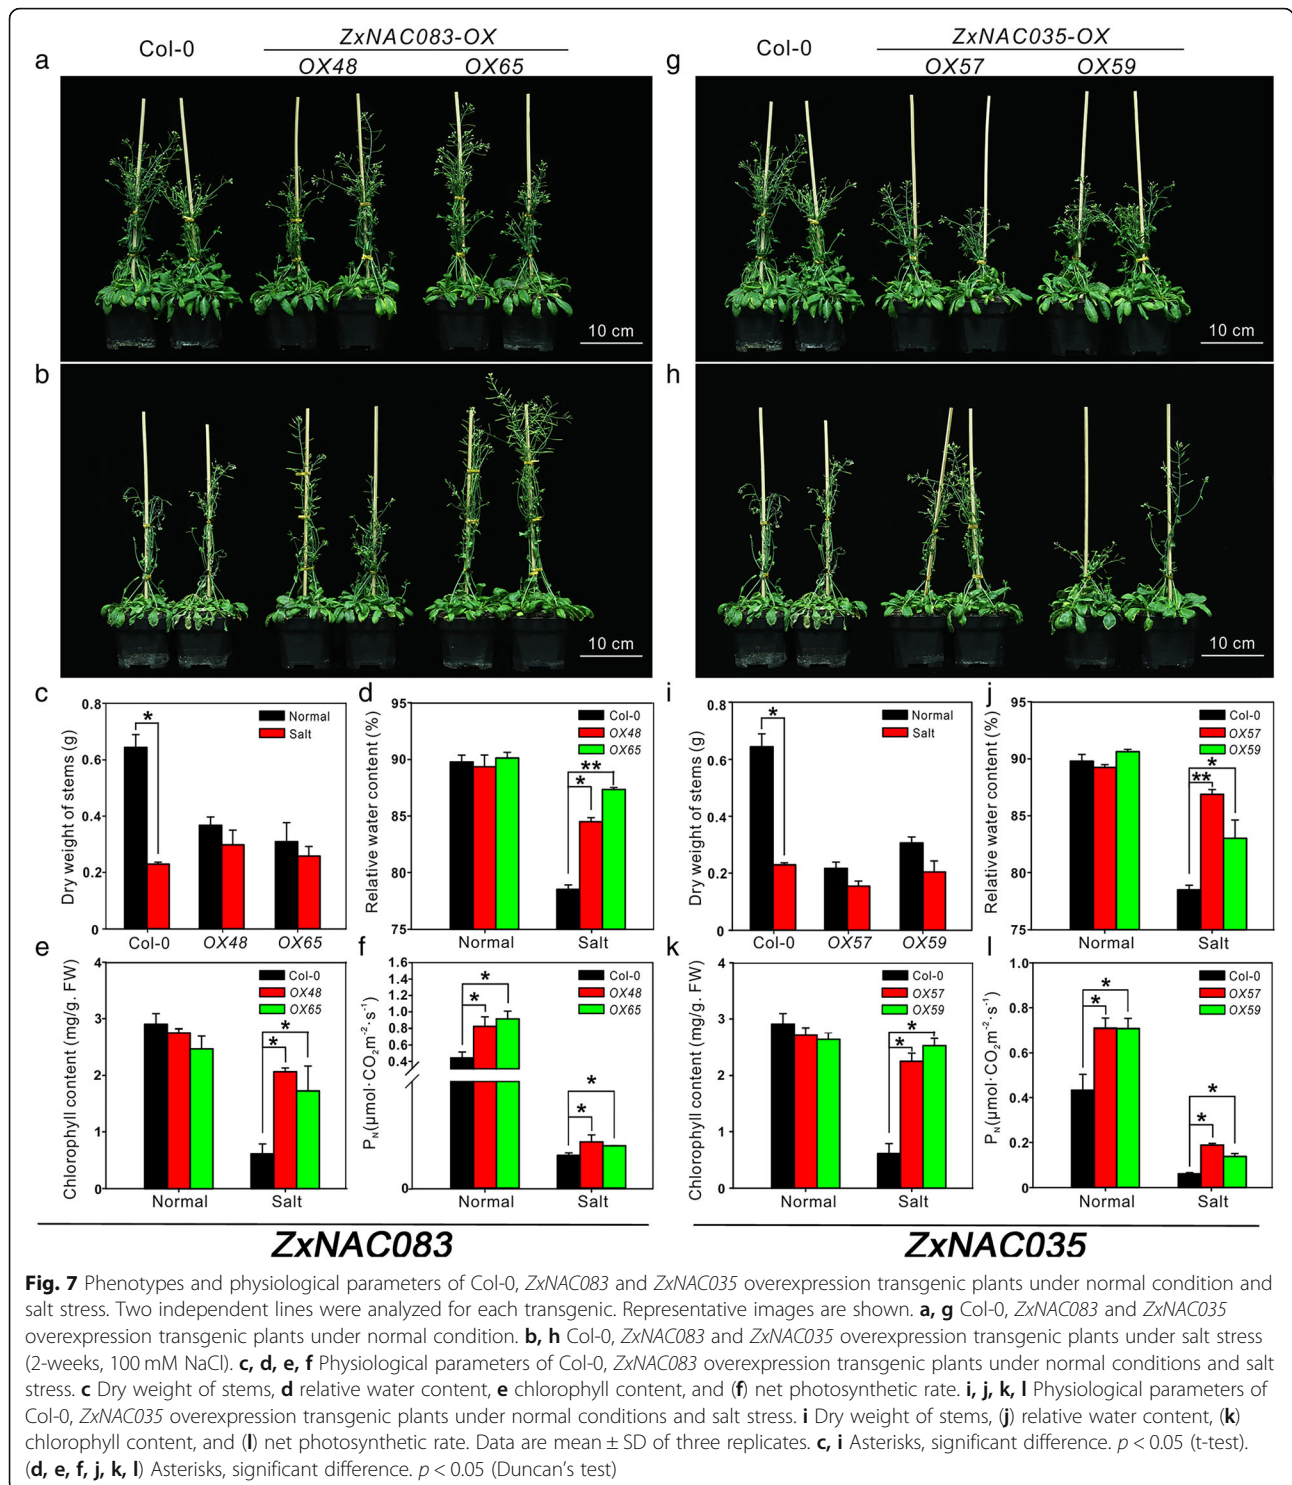 Col-0
ZxNAC083-OX
OX48 OX65
a
10 cm
b
10 cm
Col-0
ZxNAC035-OX
OX57 OX59
g
10 cm
h
10 cm
c
Dry weight of stems (g)
0.8
0.6
0.4
0.2
0
*
Normal
Salt
Col-0 OX48 OX65
d
Relative water content (%)
95
90
85
80
75
Col-0
OX48
OX65
**
*
Normal Salt
i
Dry weight of stems (g)
0.8
0.6
0.4
0.2
0
*
Normal
Salt
Col-0 OX57 OX59
j
Relative water content (%)
95
90
85
80
75
Col-0
OX57
OX59
*
**
Normal Salt
e
Chlorophyll content (mg/g. FW)
4
3
2
1
0
Col-0
OX48
OX65
*
*
Normal Salt
f
PN(μmol·CO2m-2·s-1)
1.6
1.4
1.2
1.0
0.8
0.6
0.4
0
Col-0
OX48
OX65
*
*
*
*
Normal Salt
k
Chlorophyll content (mg/g. FW)
4
3
2
1
0
Col-0
OX57
OX59
*
*
Normal Salt
l
PN(μmol·CO2m-2·s-1)
1.0
0.8
0.6
0.4
0.2
0
Col-0
OX57
OX59
*
*
*
*
Normal Salt
ZxNAC083
ZxNAC035
Fig. 7 Phenotypes and physiological parameters of Col-0, ZxNAC083 and ZxNAC035 overexpression transgenic plants under normal condition and
salt stress. Two independent lines were analyzed for each transgenic. Representative images are shown. a, g Col-0, ZxNAC083 and ZxNAC035
overexpression transgenic plants under normal condition. b, h Col-0, ZxNAC083 and ZxNAC035 overexpression transgenic plants under salt stress
(2-weeks, 100 mM NaCl). c, d, e, f Physiological parameters of Col-0, ZxNAC083 overexpression transgenic plants under normal conditions and salt
stress. c Dry weight of stems, d relative water content, e chlorophyll content, and (f) net photosynthetic rate. i, j, k, l Physiological parameters of
Col-0, ZxNAC035 overexpression transgenic plants under normal conditions and salt stress. i Dry weight of stems, (j) relative water content, (k)
chlorophyll content, and (l) net photosynthetic rate. Data are mean ± SD of three replicates. c, i Asterisks, significant difference. p < 0.05 (t-test).
(d, e, f, j, k, l) Asterisks, significant difference. p < 0.05 (Duncan's test)